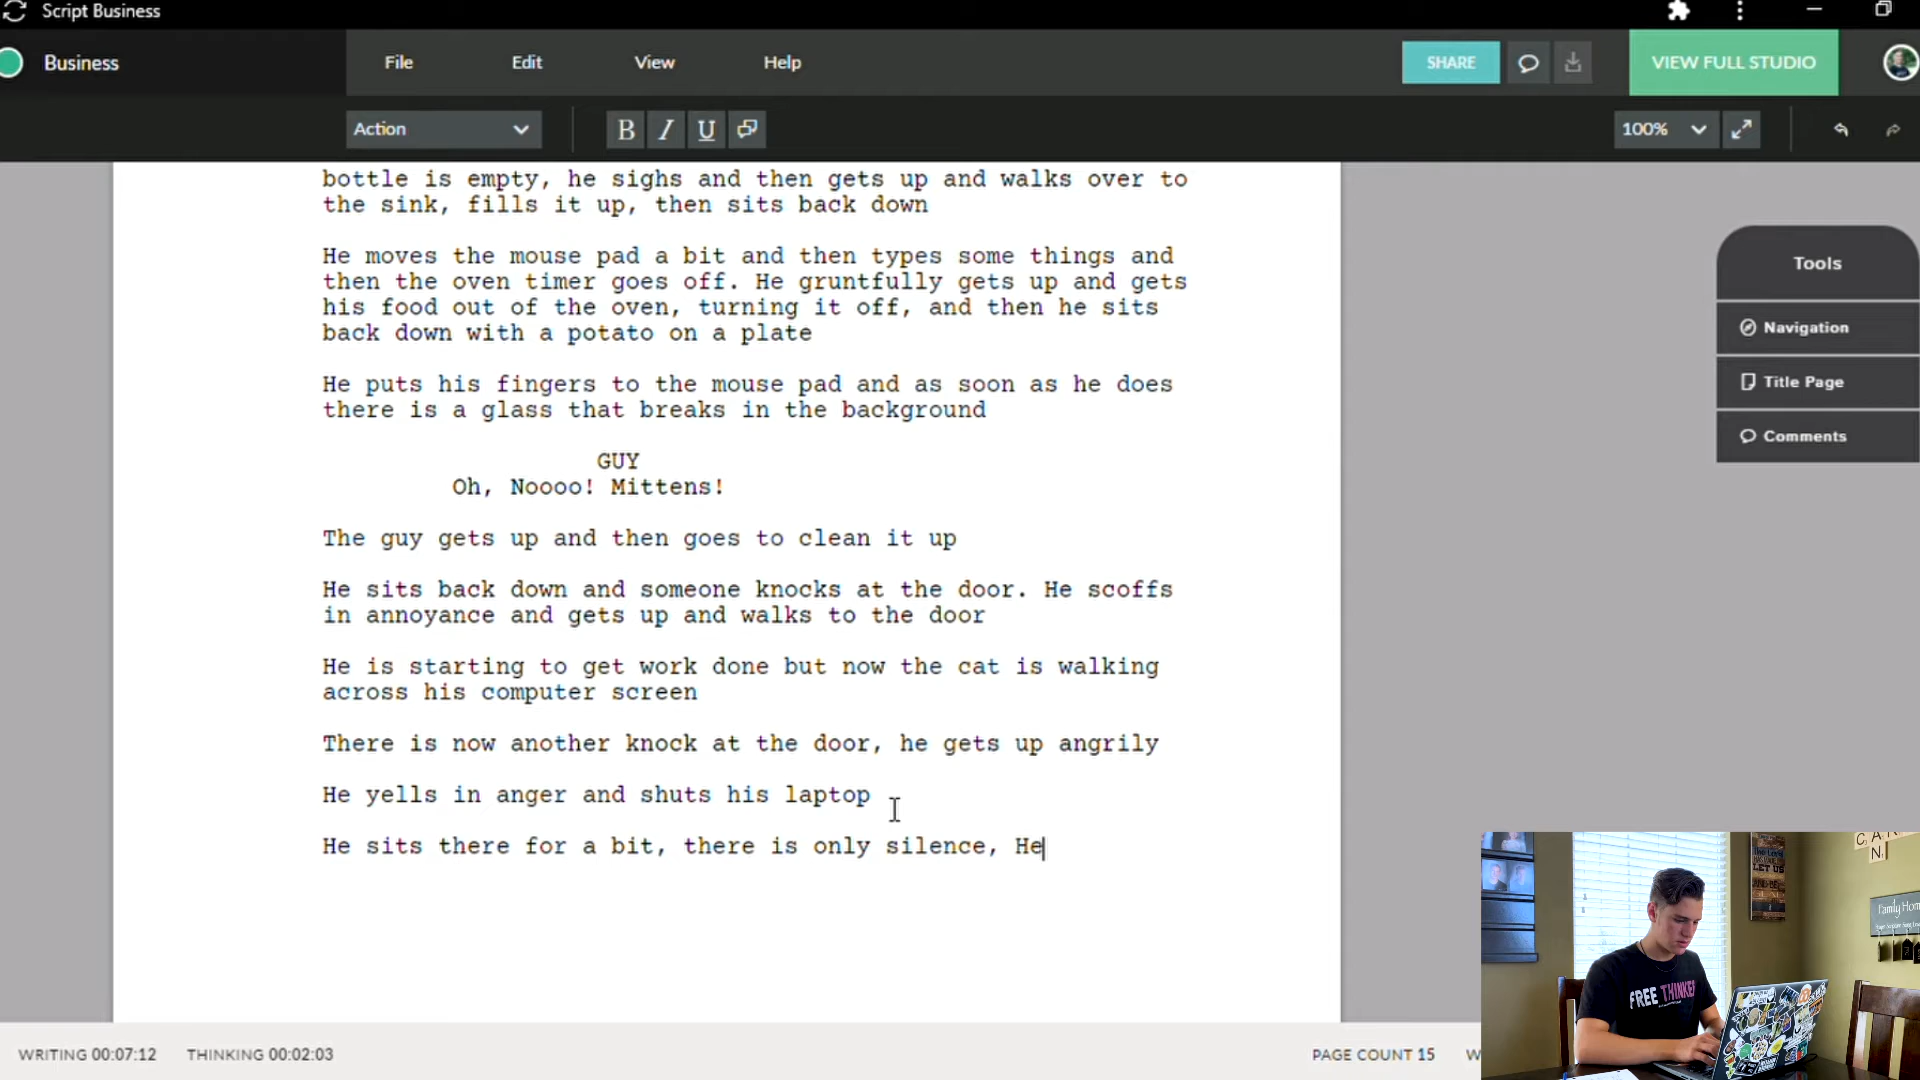 Script Business
Business
File
Edit
View
Help
SHARE
VIEW FULL STUDIO
Action
B
I
U
100%
bottle is empty, he sighs and then gets up and walks over to
the sink, fills it up, then sits back down
He moves the mouse pad a bit and then types some things and
then the oven timer goes off. He gruntfully gets up and gets
his food out of the oven, turning it off, and then he sits
back down with a potato on a plate
He puts his fingers to the mouse pad and as soon as he does
there is a glass that breaks in the background
GUY
Oh, Noooo! Mittens!
The guy gets up and then goes to clean it up
He sits back down and someone knocks at the door. He scoffs
in annoyance and gets up and walks to the door
He is starting to get work done but now the cat is walking
across his computer screen
There is now another knock at the door, he gets up angrily
He yells in anger and shuts his laptop
He sits there for a bit, there is only silence, He
Tools
Navigation
Title Page
Comments
LET US
Family Hom
FREE THINKER
WRITING 00:07:12
THINKING 00:02:03
PAGE COUNT 15
W